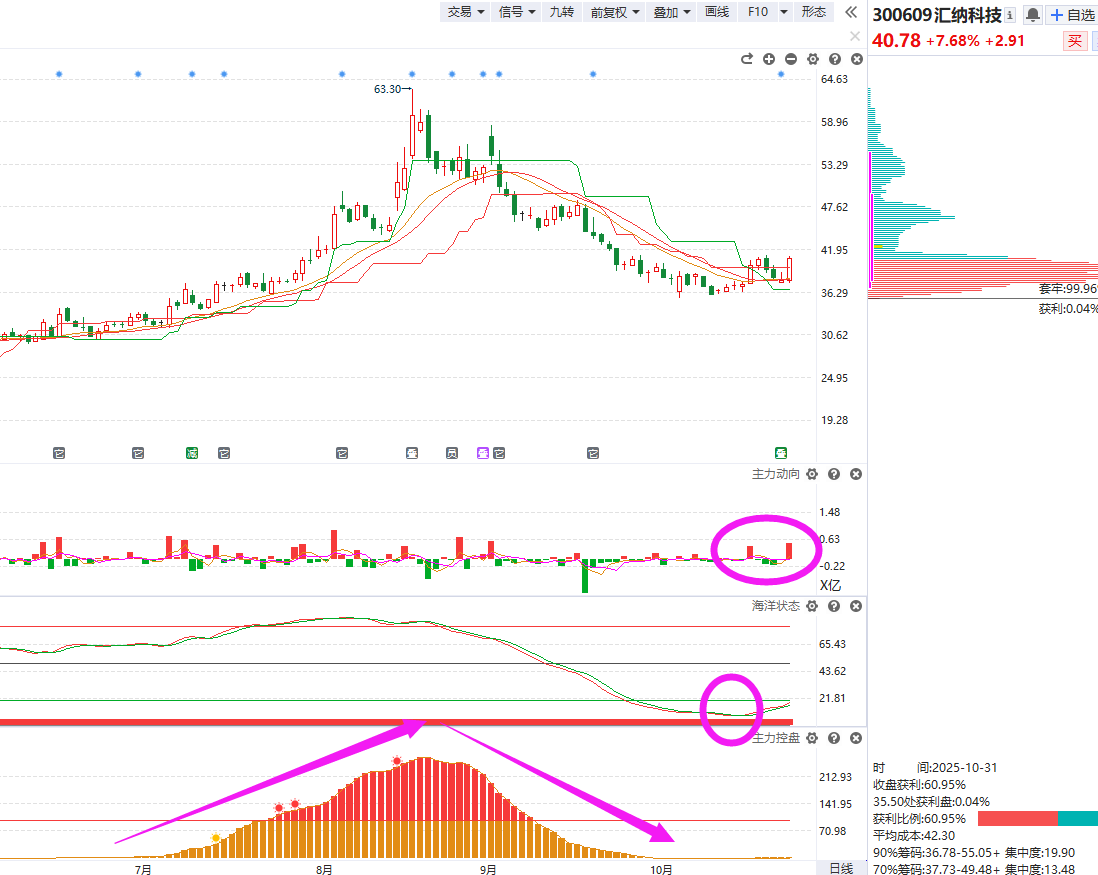 交易 信号 九转 前复权 叠加 画线 F10 形态
300609汇纳科技 自选
40.78 +7.68% +2.91 买
64.63
63.30
58.96
53.29
47.62
41.95
36.29
30.62
24.95
19.28
套牢:99.96%
获利:0.04%
主力动向
1.48
0.63
-0.22
X亿
海洋状态
65.43
43.62
21.81
主力控盘
212.93
141.95
70.98
7月 8月 9月 10月 日线
时 间:2025-10-31
收盘获利:60.95%
35.50处获利盘:0.04%
获利比例:60.95%
平均成本:42.30
90%筹码:36.78-55.05+ 集中度:19.90
70%筹码:37.73-49.48+ 集中度:13.48